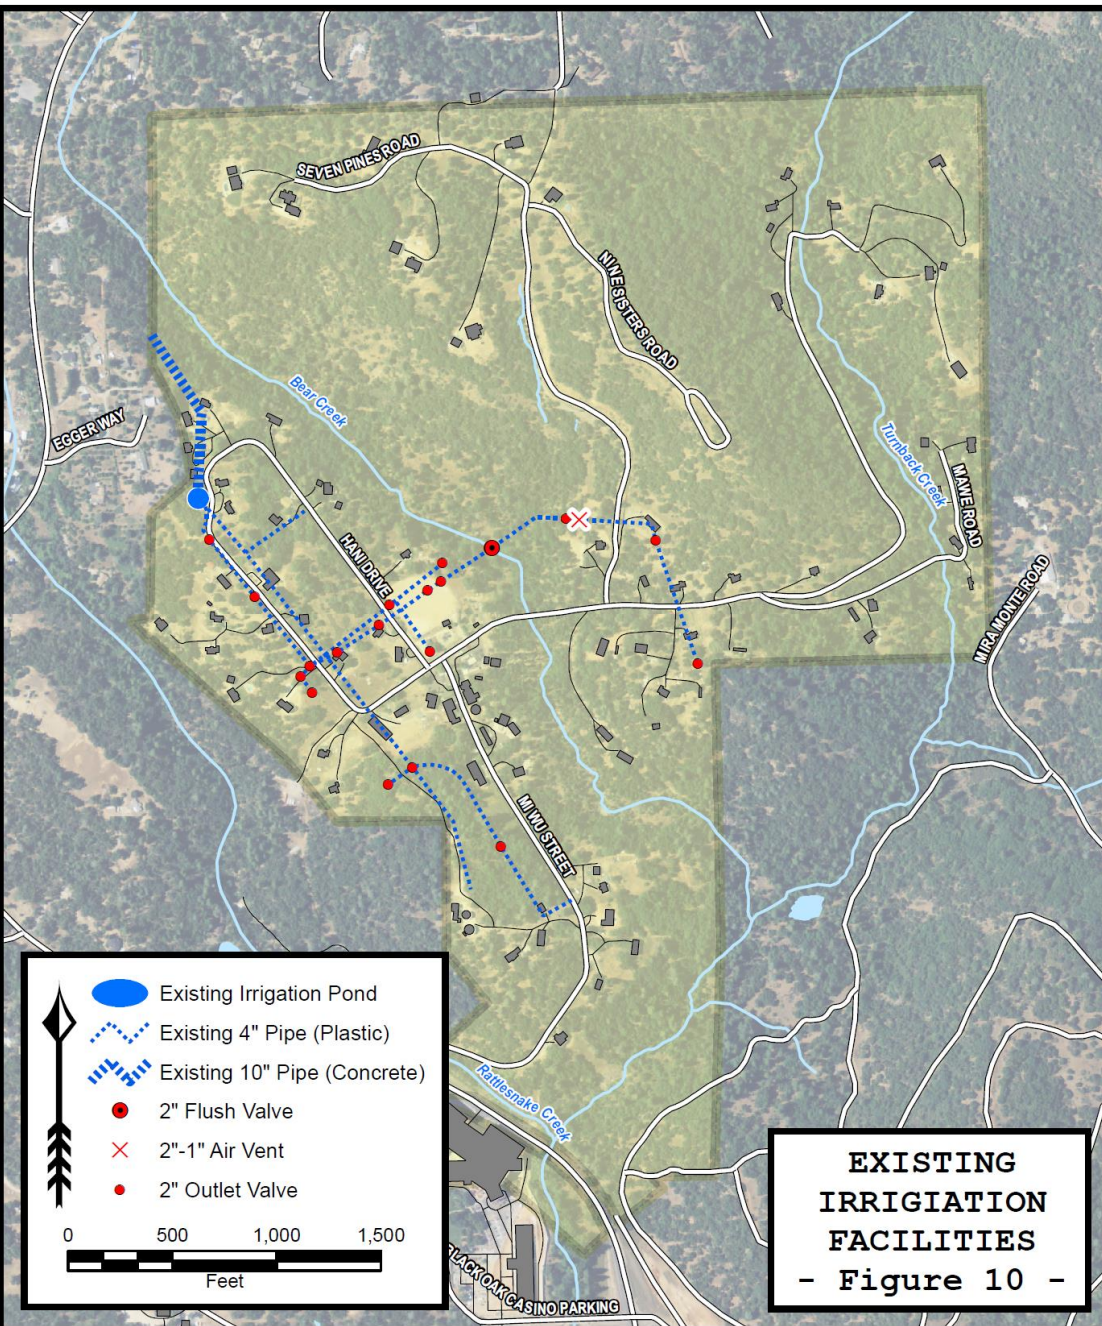 SEVEN PINES ROAD
NINE SISTERS ROAD
Bear Creek
EGGER WAY
Turnback Creek
MAWE ROAD
HANI DRIVE
MIRA MONTE ROAD
MI WU STREET
Existing Irrigation Pond
Existing 4" Pipe (Plastic)
Existing 10" Pipe (Concrete)
2" Flush Valve
2"-1" Air Vent
2" Outlet Valve
0 500 1,000 1,500
Feet
Rattlesnake Creek
BLACK OAK CASINO PARKING
EXISTING
IRRIGIATION
FACILITIES
- Figure 10 -